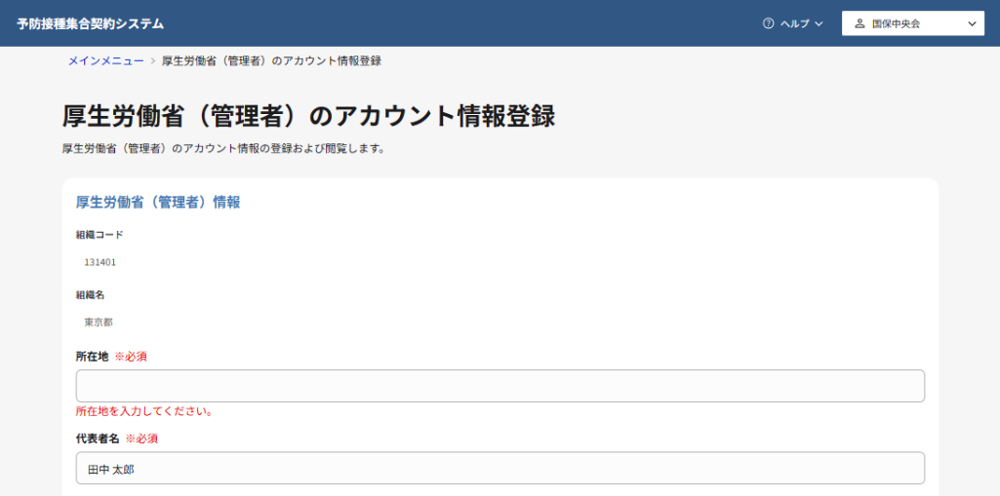 予防接種集合契約システム
ヘルプ
国保中央会
メインメニュー > 厚生労働省（管理者）のアカウント情報登録
厚生労働省（管理者）のアカウント情報登録
厚生労働省（管理者）のアカウント情報の登録および閲覧します。
厚生労働省（管理者）情報
組織コード
131401
組織名
東京都
所在地 ※必須
所在地を入力してください。
代表者名 ※必須
田中 太郎